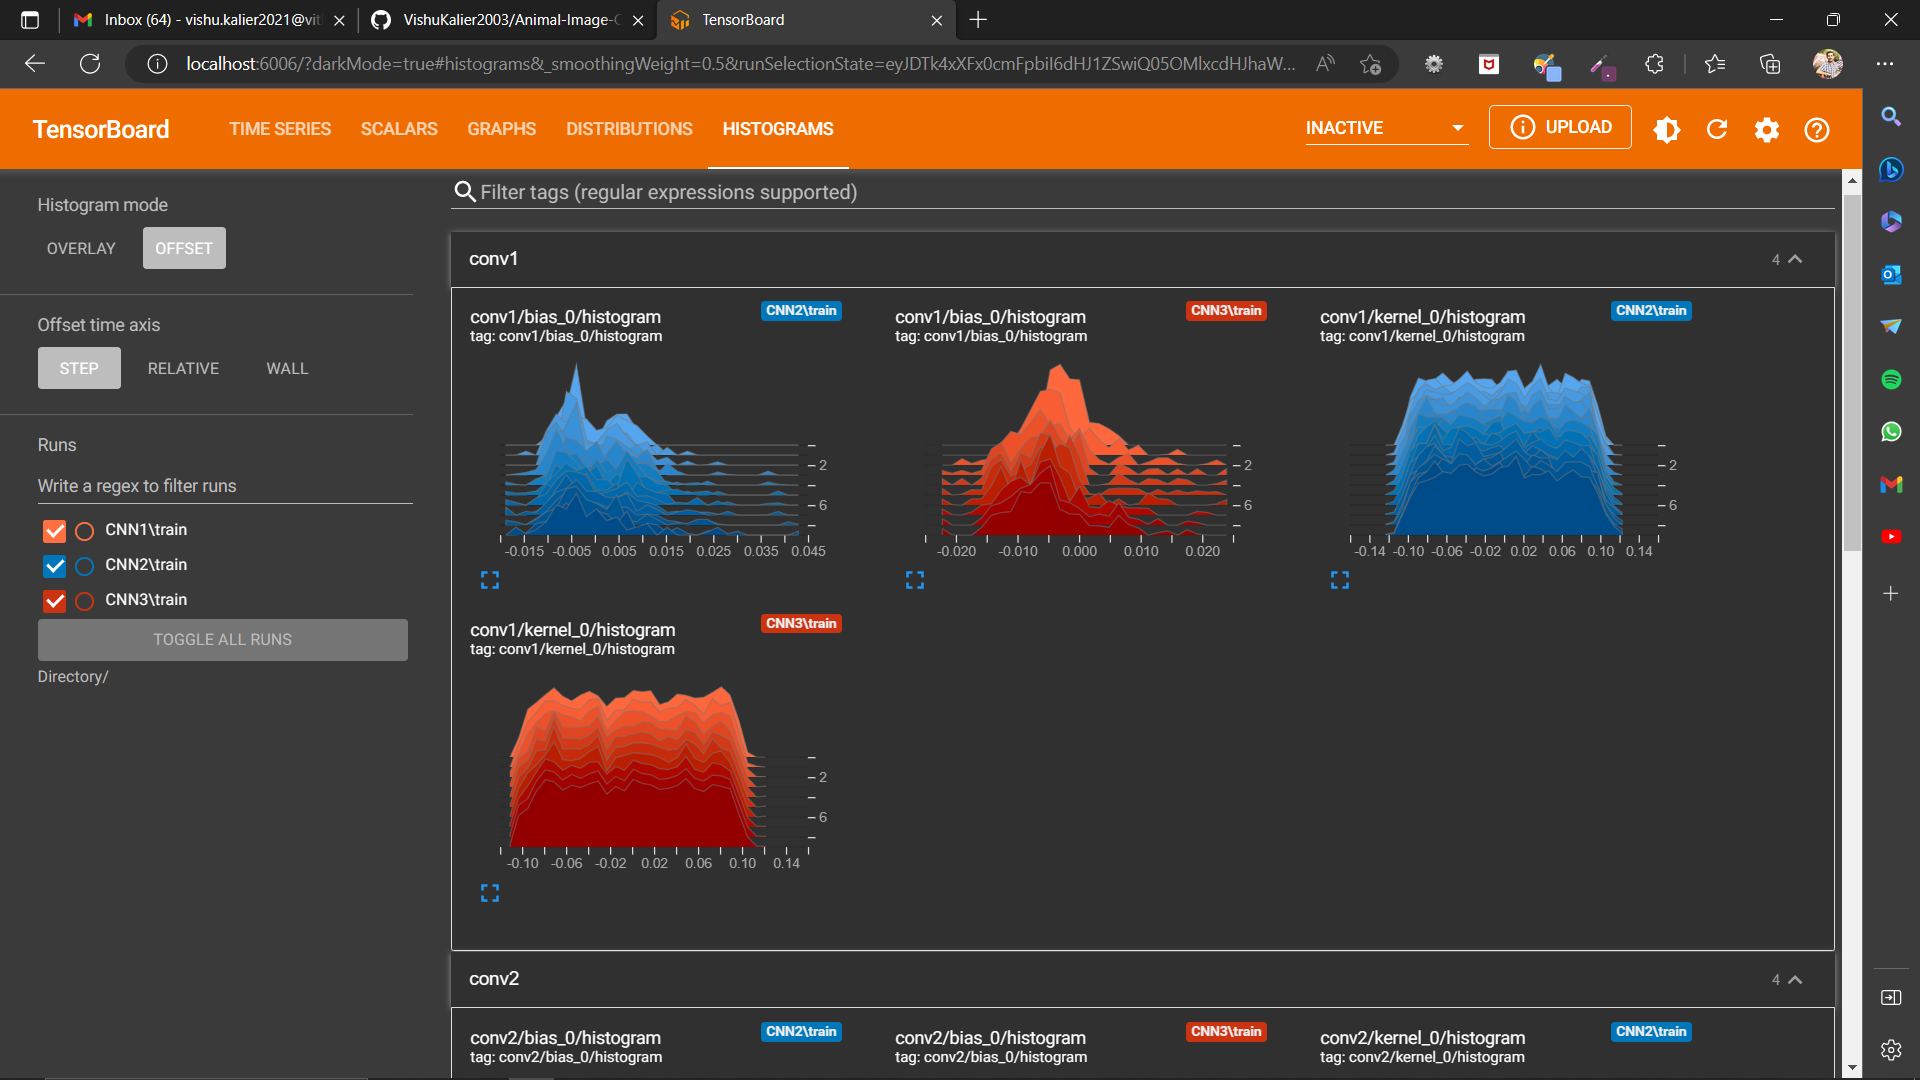 Inbox (64) - vishu.kalier2021@vit
VishuKalier2003/Animal-Image-C
TensorBoard
localhost:6006/?darkMode=true#histograms&_smoothingWeight=0.5&runSelectionState=eyJDTk4xXFx0cmFpbiI6dHJ1ZSwiQ05OMlxcdHJhaW...
TensorBoard
TIME SERIES
SCALARS
GRAPHS
DISTRIBUTIONS
HISTOGRAMS
INACTIVE
UPLOAD
Histogram mode
OVERLAY
OFFSET
Offset time axis
STEP
RELATIVE
WALL
Runs
Write a regex to filter runs
CNN1\train
CNN2\train
CNN3\train
TOGGLE ALL RUNS
Directory/
Filter tags (regular expressions supported)
conv1
4
conv1/bias_0/histogram
CNN2\train
tag: conv1/bias_0/histogram
2
6
-0.015 -0.005 0.005 0.015 0.025 0.035 0.045
conv1/bias_0/histogram
CNN3\train
tag: conv1/bias_0/histogram
2
6
-0.020 -0.010 0.000 0.010 0.020
conv1/kernel_0/histogram
CNN2\train
tag: conv1/kernel_0/histogram
2
6
-0.14 -0.10 -0.06 -0.02 0.02 0.06 0.10 0.14
conv1/kernel_0/histogram
CNN3\train
tag: conv1/kernel_0/histogram
2
6
-0.10 -0.06 -0.02 0.02 0.06 0.10 0.14
conv2
4
conv2/bias_0/histogram
CNN2\train
tag: conv2/bias_0/histogram
conv2/bias_0/histogram
CNN3\train
tag: conv2/bias_0/histogram
conv2/kernel_0/histogram
CNN2\train
tag: conv2/kernel_0/histogram